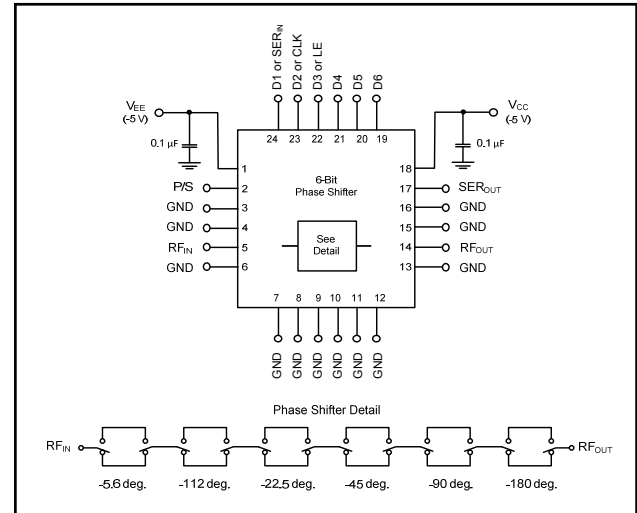 D1 or SERIN
D2 or CLK
D3 or LE
D4
D5
D6
VEE
(-5 V)
VCC
(-5 V)
0.1 µF
0.1 µF
24 23 22 21 20 19
1
18
6-Bit
Phase Shifter
P/S
2
17
SEROUT
GND
3
16
GND
GND
4
15
GND
See
Detail
RFIN
5
14
RFOUT
GND
6
13
GND
7 8 9 10 11 12
GND
GND
GND
GND
GND
GND
Phase Shifter Detail
RFIN
RFOUT
-5.6 deg. -112 deg. -22.5 deg. -45 deg. -90 deg. -180 deg.